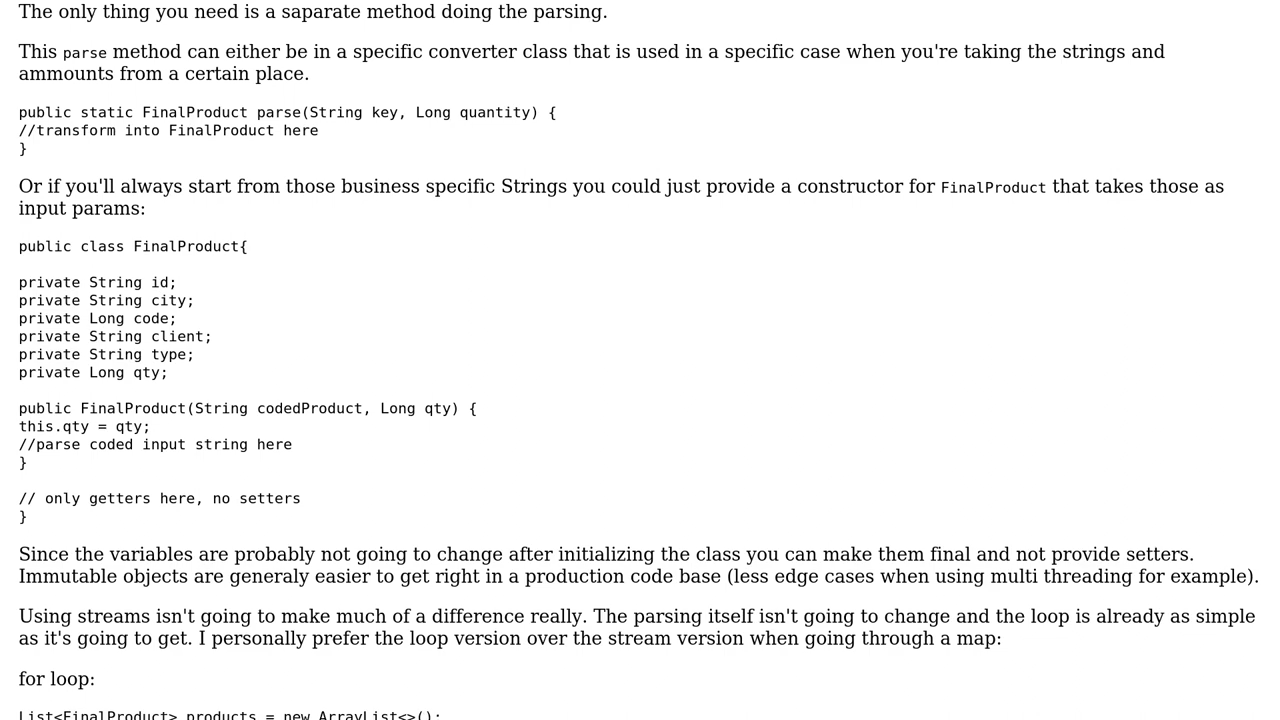 The only thing you need is a saparate method doing the parsing.
This parse method can either be in a specific converter class that is used in a specific case when you're taking the strings and
ammounts from a certain place.
public static FinalProduct parse(String key, Long quantity) {
//transform into FinalProduct here
}
Or if you'll always start from those business specific Strings you could just provide a constructor for FinalProduct that takes those as
input params:
public class FinalProduct{
private String id;
private String city;
private Long code;
private String client;
private String type;
private Long qty;
public FinalProduct(String codedProduct, Long qty) {
this.qty = qty;
//parse coded input string here
}
// only getters here, no setters
}
Since the variables are probably not going to change after initializing the class you can make them final and not provide setters.
Immutable objects are generaly easier to get right in a production code base (less edge cases when using multi threading for example).
Using streams isn't going to make much of a difference really. The parsing itself isn't going to change and the loop is already as simple
as it's going to get. I personally prefer the loop version over the stream version when going through a map:
for loop:
List<FinalProduct> products = new ArrayList<>();